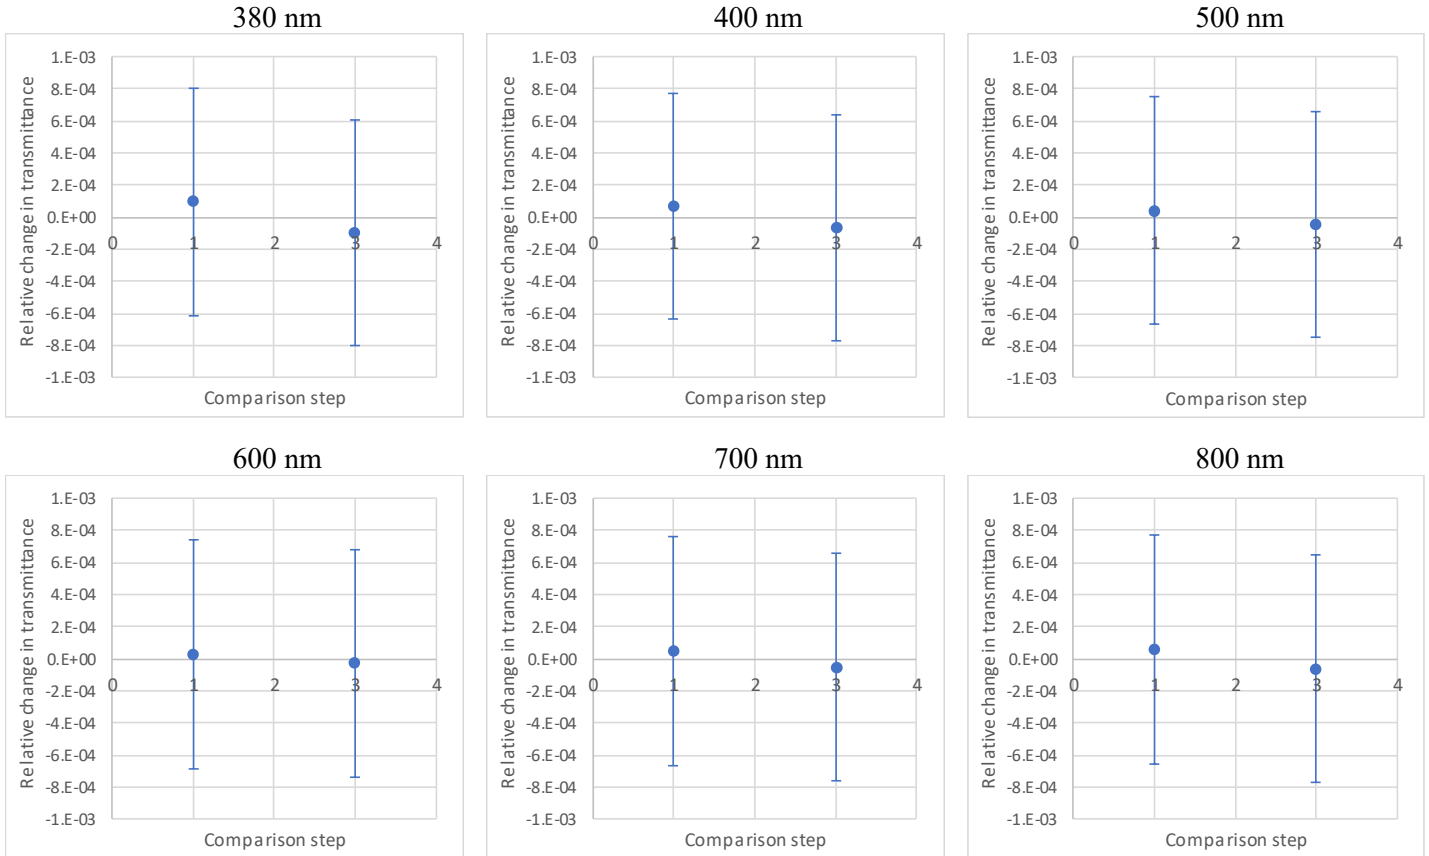 380 nm
1.E-03
8.E-04
6.E-04
4.E-04
2.E-04
0.E+00
-2.E-04
-4.E-04
-6.E-04
-8.E-04
-1.E-03
0 1 2 3 4
Relative change in transmittance
Comparison step
400 nm
1.E-03
8.E-04
6.E-04
4.E-04
2.E-04
0.E+00
-2.E-04
-4.E-04
-6.E-04
-8.E-04
-1.E-03
0 1 2 3 4
Relative change in transmittance
Comparison step
500 nm
1.E-03
8.E-04
6.E-04
4.E-04
2.E-04
0.E+00
-2.E-04
-4.E-04
-6.E-04
-8.E-04
-1.E-03
0 1 2 3 4
Relative change in transmittance
Comparison step
600 nm
1.E-03
8.E-04
6.E-04
4.E-04
2.E-04
0.E+00
-2.E-04
-4.E-04
-6.E-04
-8.E-04
-1.E-03
0 1 2 3 4
Relative change in transmittance
Comparison step
700 nm
1.E-03
8.E-04
6.E-04
4.E-04
2.E-04
0.E+00
-2.E-04
-4.E-04
-6.E-04
-8.E-04
-1.E-03
0 1 2 3 4
Relative change in transmittance
Comparison step
800 nm
1.E-03
8.E-04
6.E-04
4.E-04
2.E-04
0.E+00
-2.E-04
-4.E-04
-6.E-04
-8.E-04
-1.E-03
0 1 2 3 4
Relative change in transmittance
Comparison step